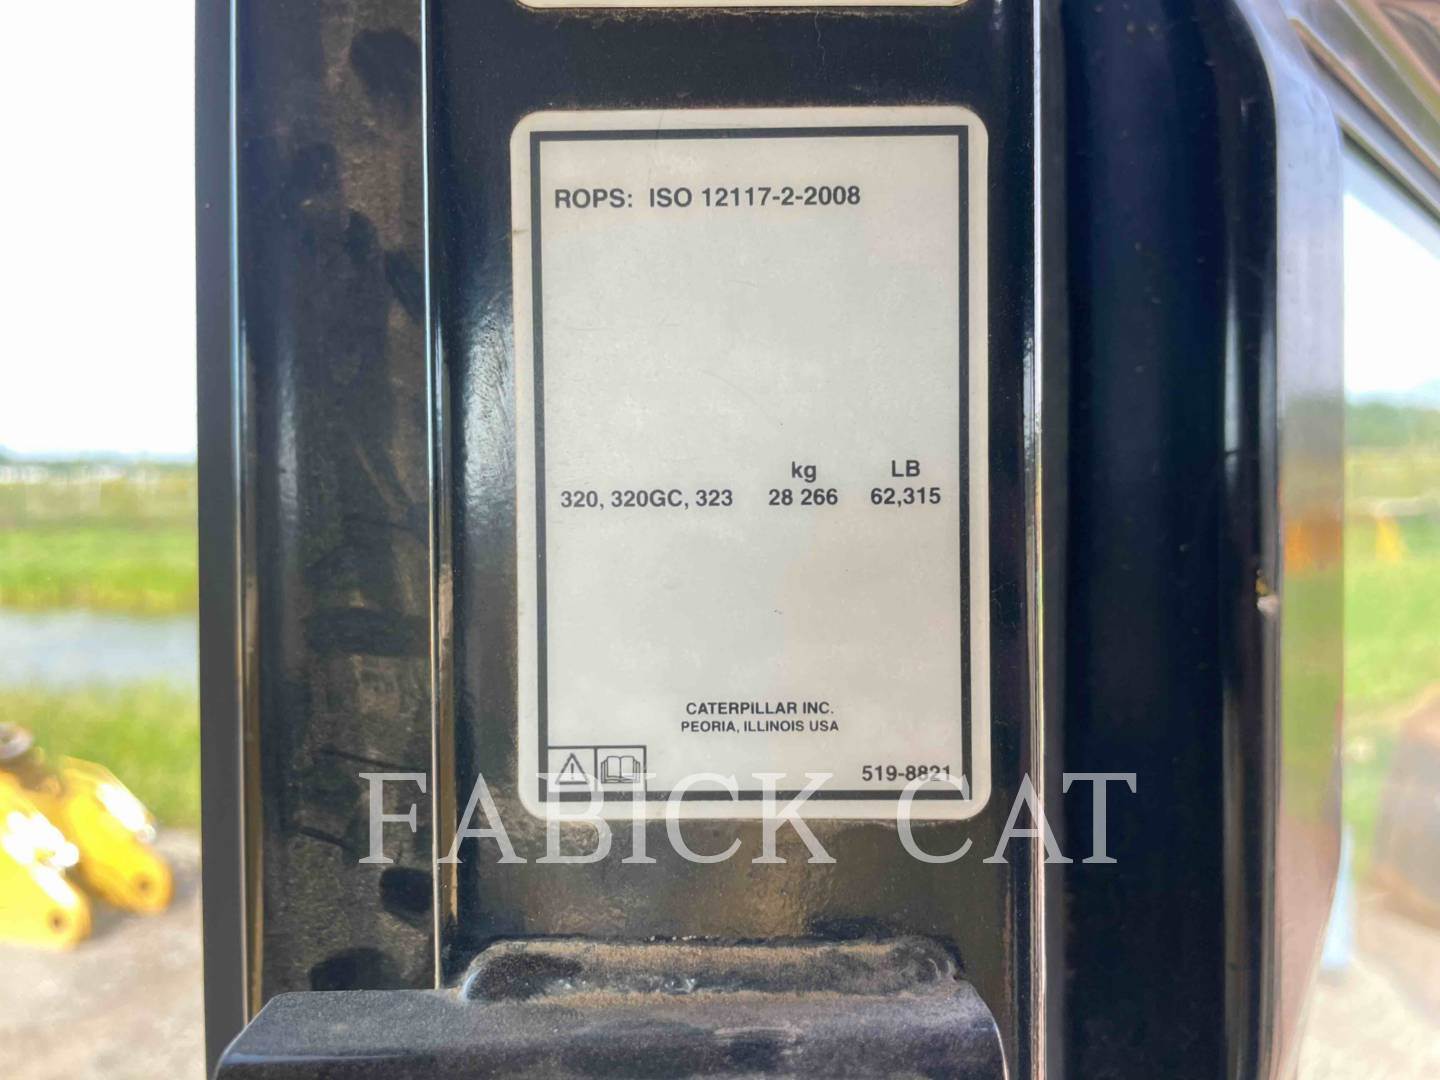 ROPS: ISO 12117-2-2008
kg LB
320, 320GC, 323 28 266 62,315
CATERPILLAR INC.
PEORIA, ILLINOIS USA
519-8821
FABICK CAT